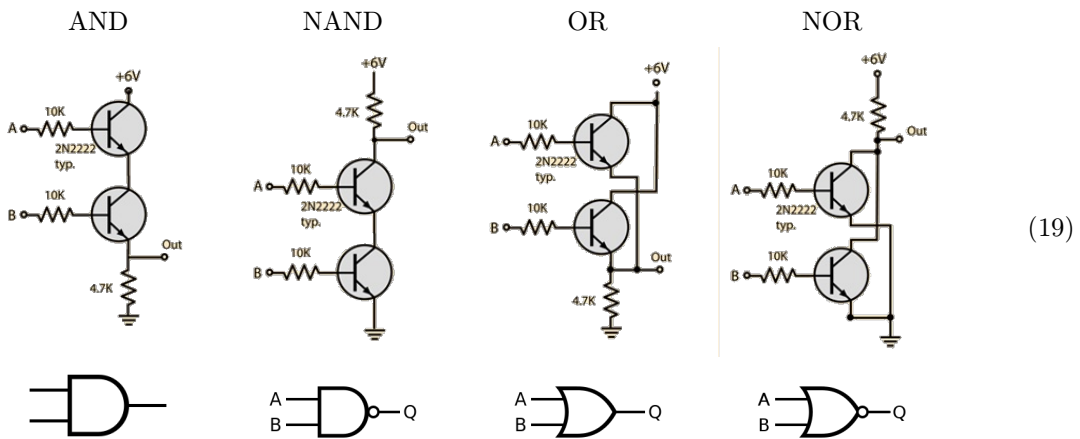 AND NAND OR NOR
+6V
10K
A
2N2222
typ.
10K
B
Out
4.7K
+6V
4.7K
Out
10K
A
2N2222
typ.
10K
B
+6V
10K
A
2N2222
typ.
10K
B
Out
4.7K
+6V
4.7K
Out
10K
A
2N2222
typ.
10K
B
(19)
A
B
Q
A
B
Q
A
B
Q